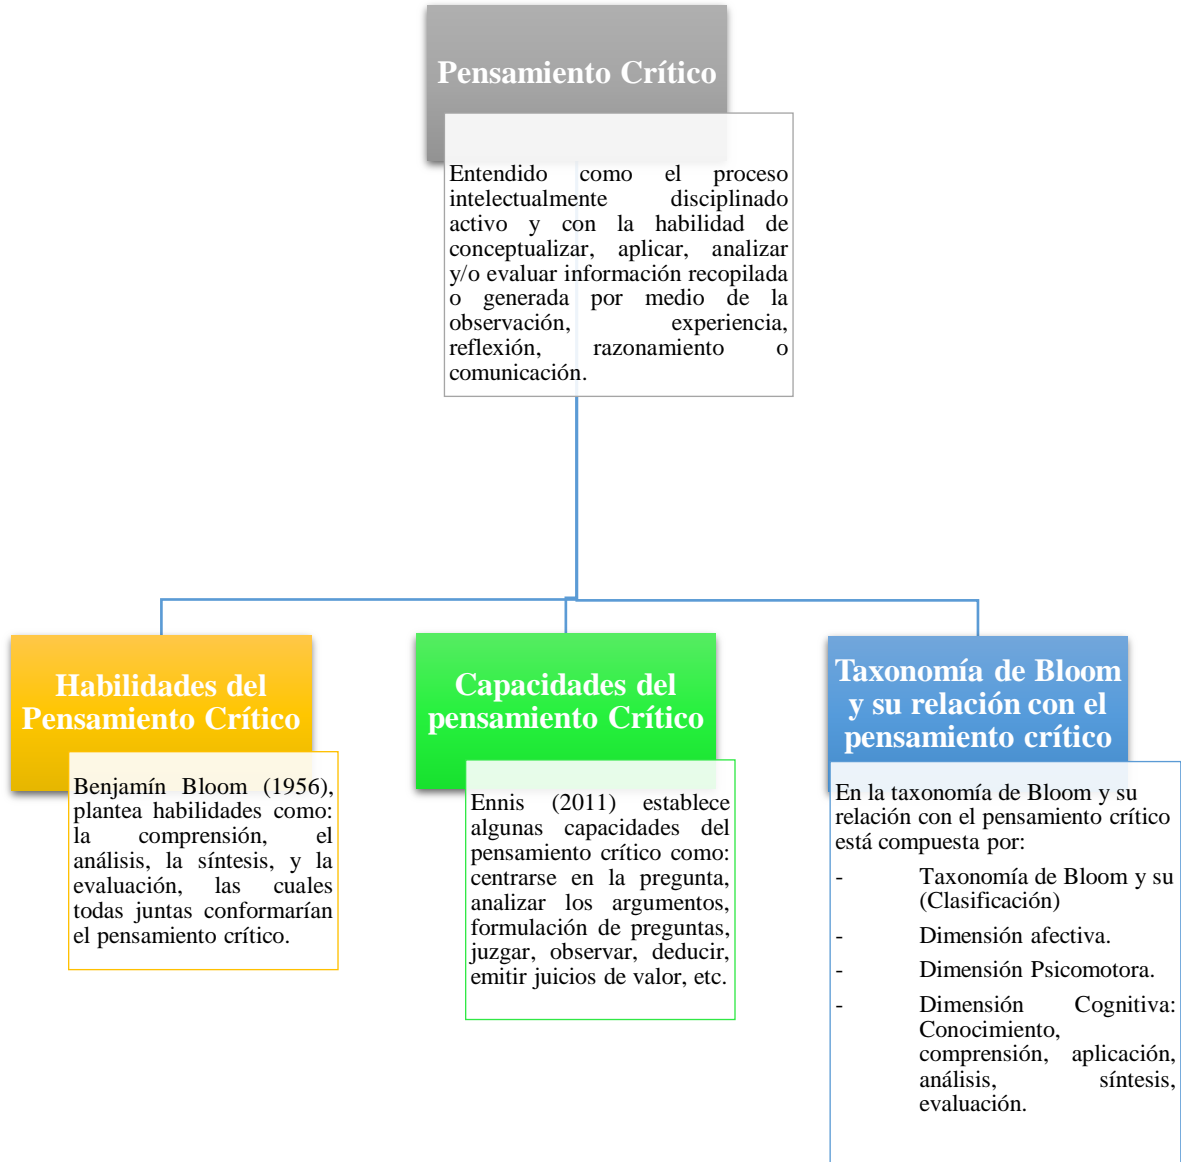 Pensamiento Crítico
Entendido como el proceso
intelectualmente disciplinado
activo y con la habilidad de
conceptualizar, aplicar, analizar
y/o evaluar información recopilada
o generada por medio de la
observación, experiencia,
reflexión, razonamiento o
comunicación.
Habilidades del
Pensamiento Crítico
Benjamín Bloom (1956),
plantea habilidades como:
la comprensión, el
análisis, la síntesis, y la
evaluación, las cuales
todas juntas conformarían
el pensamiento crítico.
Capacidades del
pensamiento Crítico
Ennis (2011) establece
algunas capacidades del
pensamiento crítico como:
centrarse en la pregunta,
analizar los argumentos,
formulación de preguntas,
juzgar, observar, deducir,
emitir juicios de valor, etc.
Taxonomía de Bloom
y su relación con el
pensamiento crítico
En la taxonomía de Bloom y su
relación con el pensamiento crítico
está compuesta por:
- Taxonomía de Bloom y su
(Clasificación)
- Dimensión afectiva.
- Dimensión Psicomotora.
- Dimensión Cognitiva:
Conocimiento,
comprensión, aplicación,
análisis, síntesis,
evaluación.